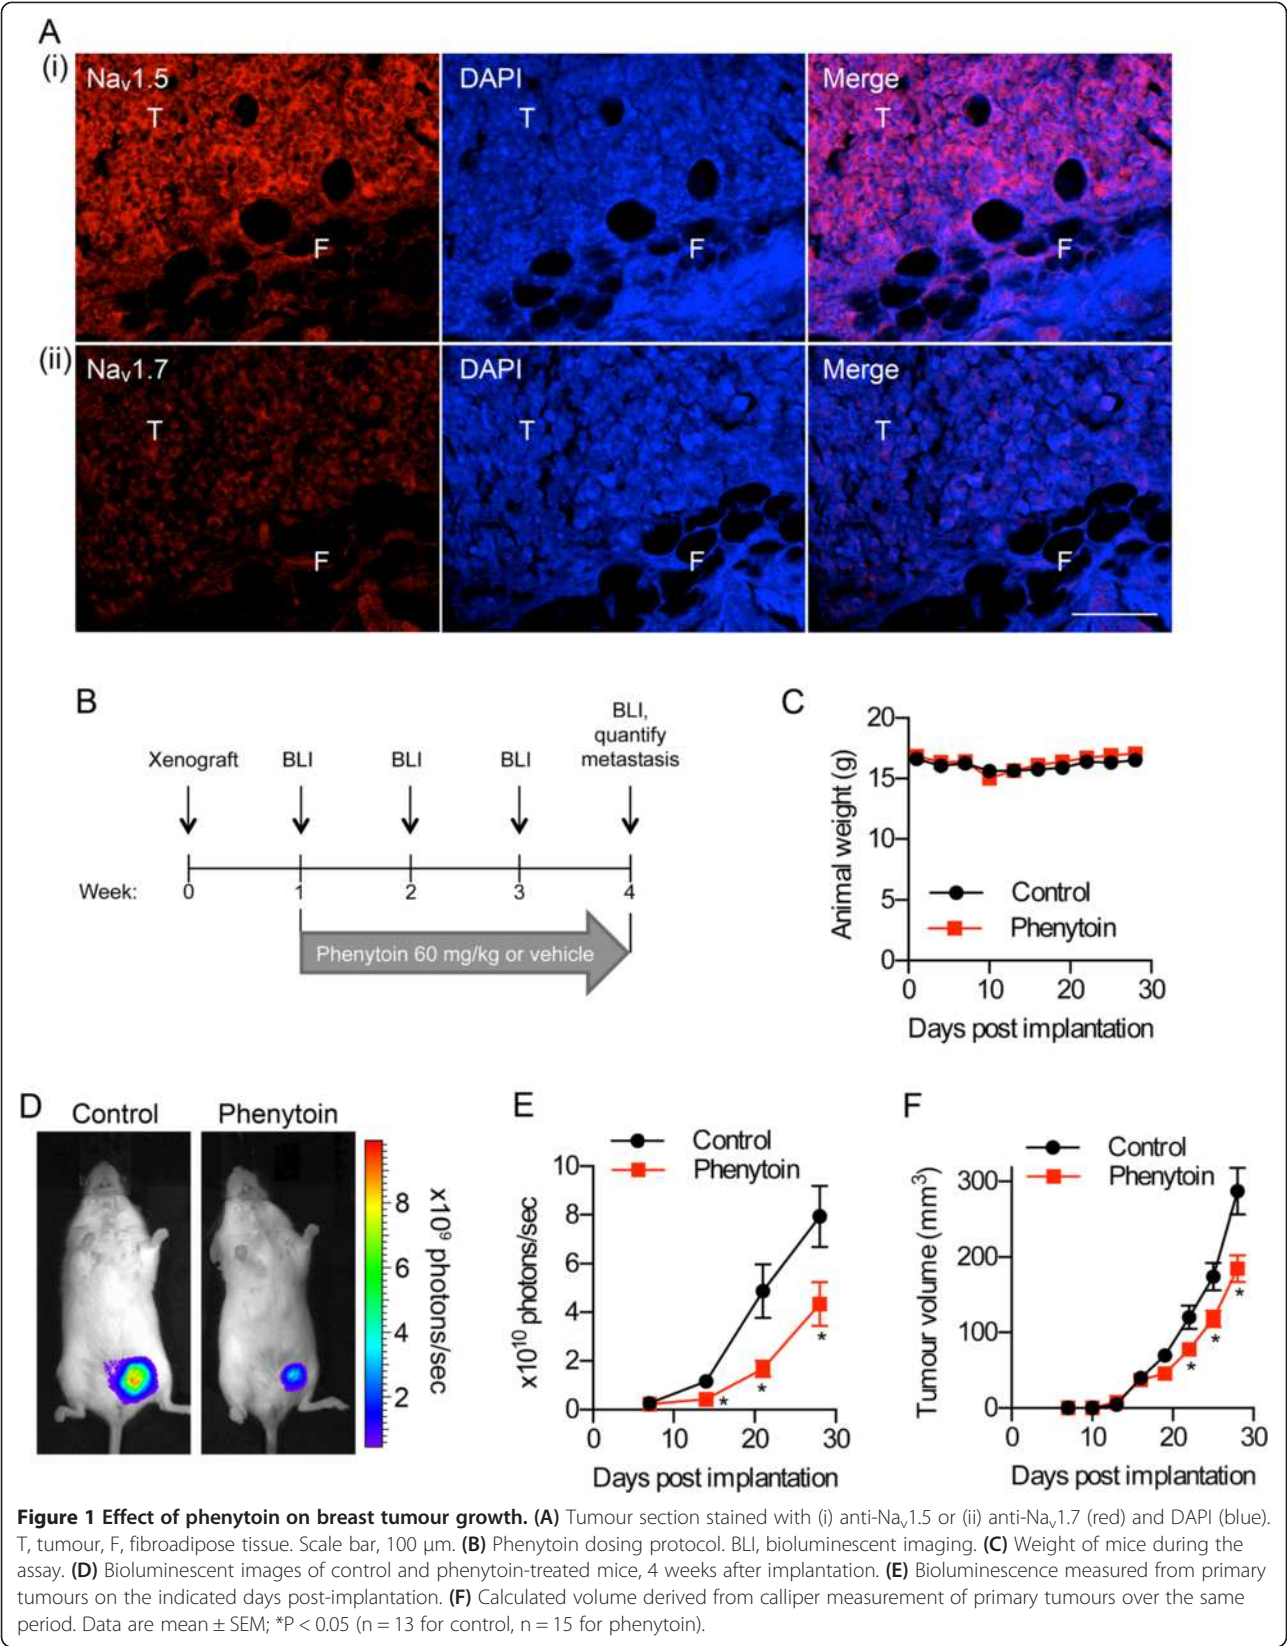 A
(i)
Nav1.5
DAPI
Merge
T
T
T
F
F
F
(ii)
Nav1.7
DAPI
Merge
T
T
T
F
F
F
B
Xenograft
BLI
BLI
BLI
BLI,
quantify
metastasis
Week:
0
1
2
3
4
Phenytoin 60 mg/kg or vehicle
C
Animal weight (g)
20
15
10
5
0
Control
Phenytoin
0 10 20 30
Days post implantation
D
Control
Phenytoin
8
6
4
2
x10⁹ photons/sec
E
Control
Phenytoin
x10¹⁰ photons/sec
10
8
6
4
2
0
*
*
*
0 10 20 30
Days post implantation
F
Control
Phenytoin
Tumour volume (mm³)
300
200
100
0
*
*
*
0 10 20 30
Days post implantation
Figure 1 Effect of phenytoin on breast tumour growth. (A) Tumour section stained with (i) anti-Nav1.5 or (ii) anti-Nav1.7 (red) and DAPI (blue).
T, tumour, F, fibroadipose tissue. Scale bar, 100 μm. (B) Phenytoin dosing protocol. BLI, bioluminescent imaging. (C) Weight of mice during the
assay. (D) Bioluminescent images of control and phenytoin-treated mice, 4 weeks after implantation. (E) Bioluminescence measured from primary
tumours on the indicated days post-implantation. (F) Calculated volume derived from calliper measurement of primary tumours over the same
period. Data are mean ± SEM; *P < 0.05 (n = 13 for control, n = 15 for phenytoin).